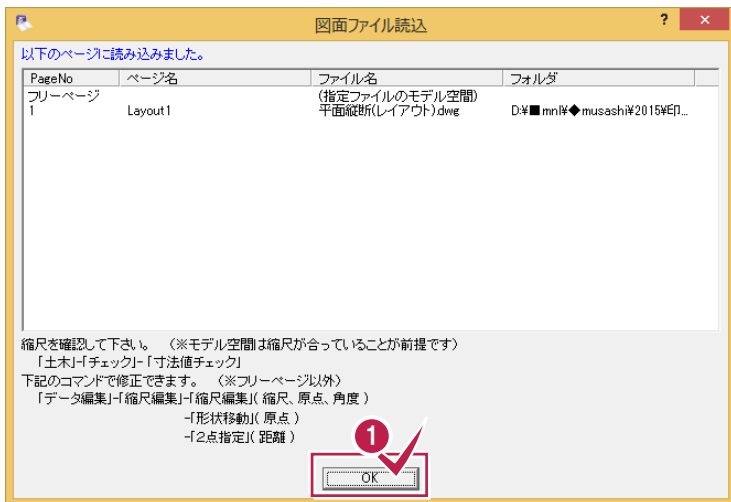 図面ファイル読込
? ×
以下のページに読み込みました。
PageNo ページ名 ファイル名 フォルダ
フリーページ (指定ファイルのモデル空間)
1 Layout1 平面縦断(レイアウト).dwg D:¥■mnl¥◆musashi¥2015¥印...
縮尺を確認して下さい。 (※モデル空間は縮尺が合っていることが前提です)
「土木」-「チェック」-「寸法値チェック」
下記のコマンドで修正できます。 (※フリーページ以外)
「データ編集」-「縮尺編集」-「縮尺編集」( 縮尺、原点、角度 )
-「形状移動」( 原点 )
-「2点指定」( 距離 )
1
OK